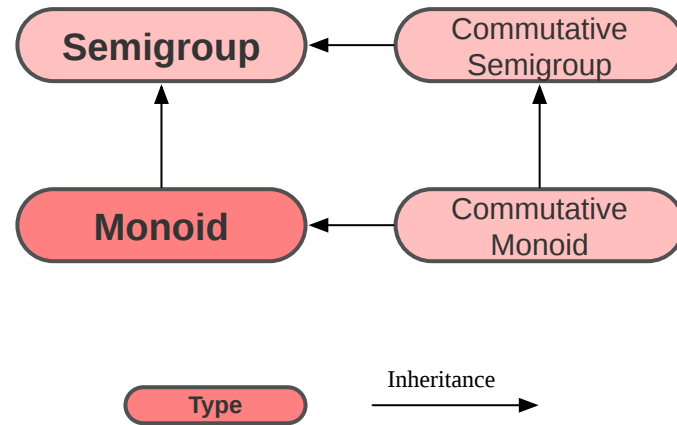 Semigroup
Commutative
Semigroup
Monoid
Commutative
Monoid
Type
Inheritance